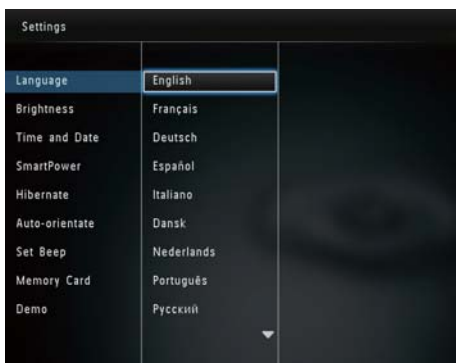 Settings
Language
Brightness
Time and Date
SmartPower
Hibernate
Auto-orientate
Set Beep
Memory Card
Demo
English
Français
Deutsch
Español
Italiano
Dansk
Nederlands
Português
Русский